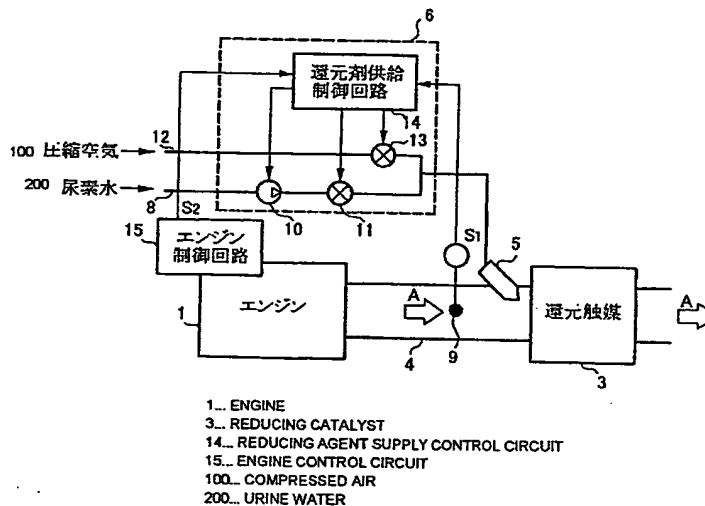 6
還元剤供給
制御回路
14
13
12
100 圧縮空気
200 尿素水
8
S2
10
11
S1
5
15
エンジン
制御回路
エンジン
1
A
9
4
還元触媒
3
A
1... ENGINE
3... REDUCING CATALYST
14... REDUCING AGENT SUPPLY CONTROL CIRCUIT
15... ENGINE CONTROL CIRCUIT
100... COMPRESSED AIR
200... URINE WATER